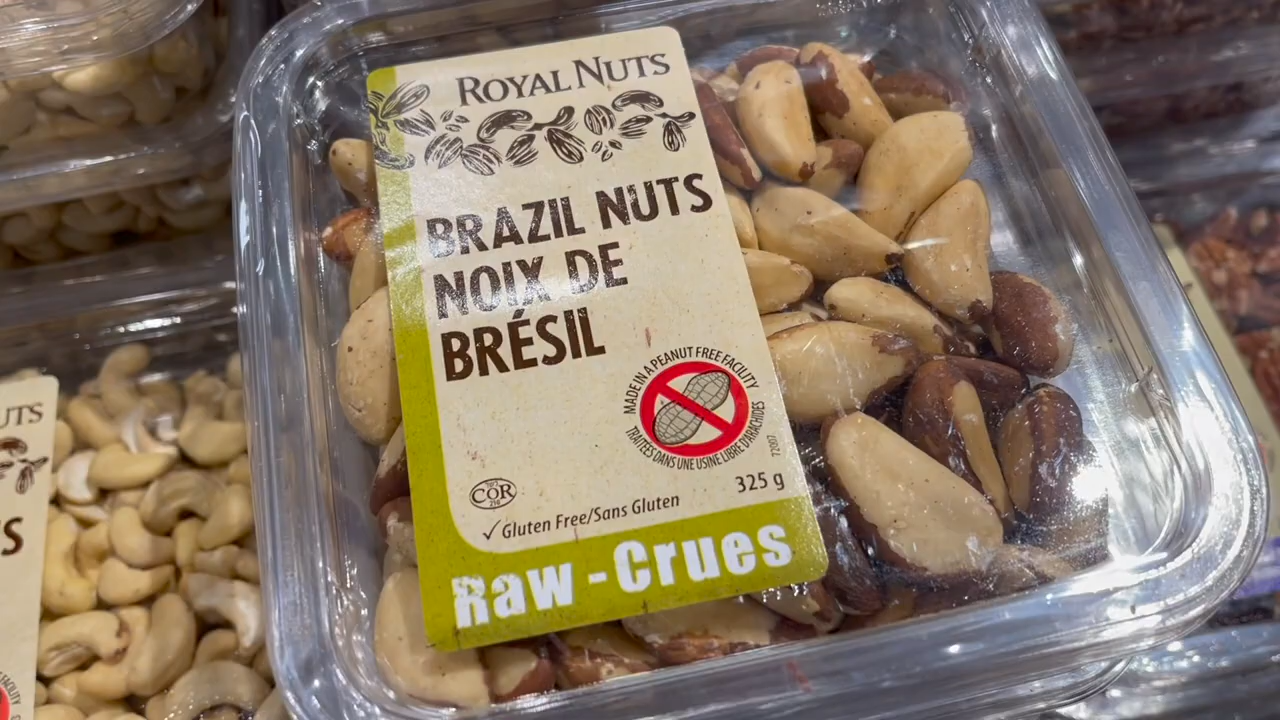 ROYAL NUTS
BRAZIL NUTS
NOIX DE
BRÉSIL
MADE IN A PEANUT FREE FACILITY
TRAITÉES DANS UNE USINE LIBRE D'ARACHIDES
72007
COR
325 g
✓Gluten Free/Sans Gluten
Raw - Crues
UTS
S